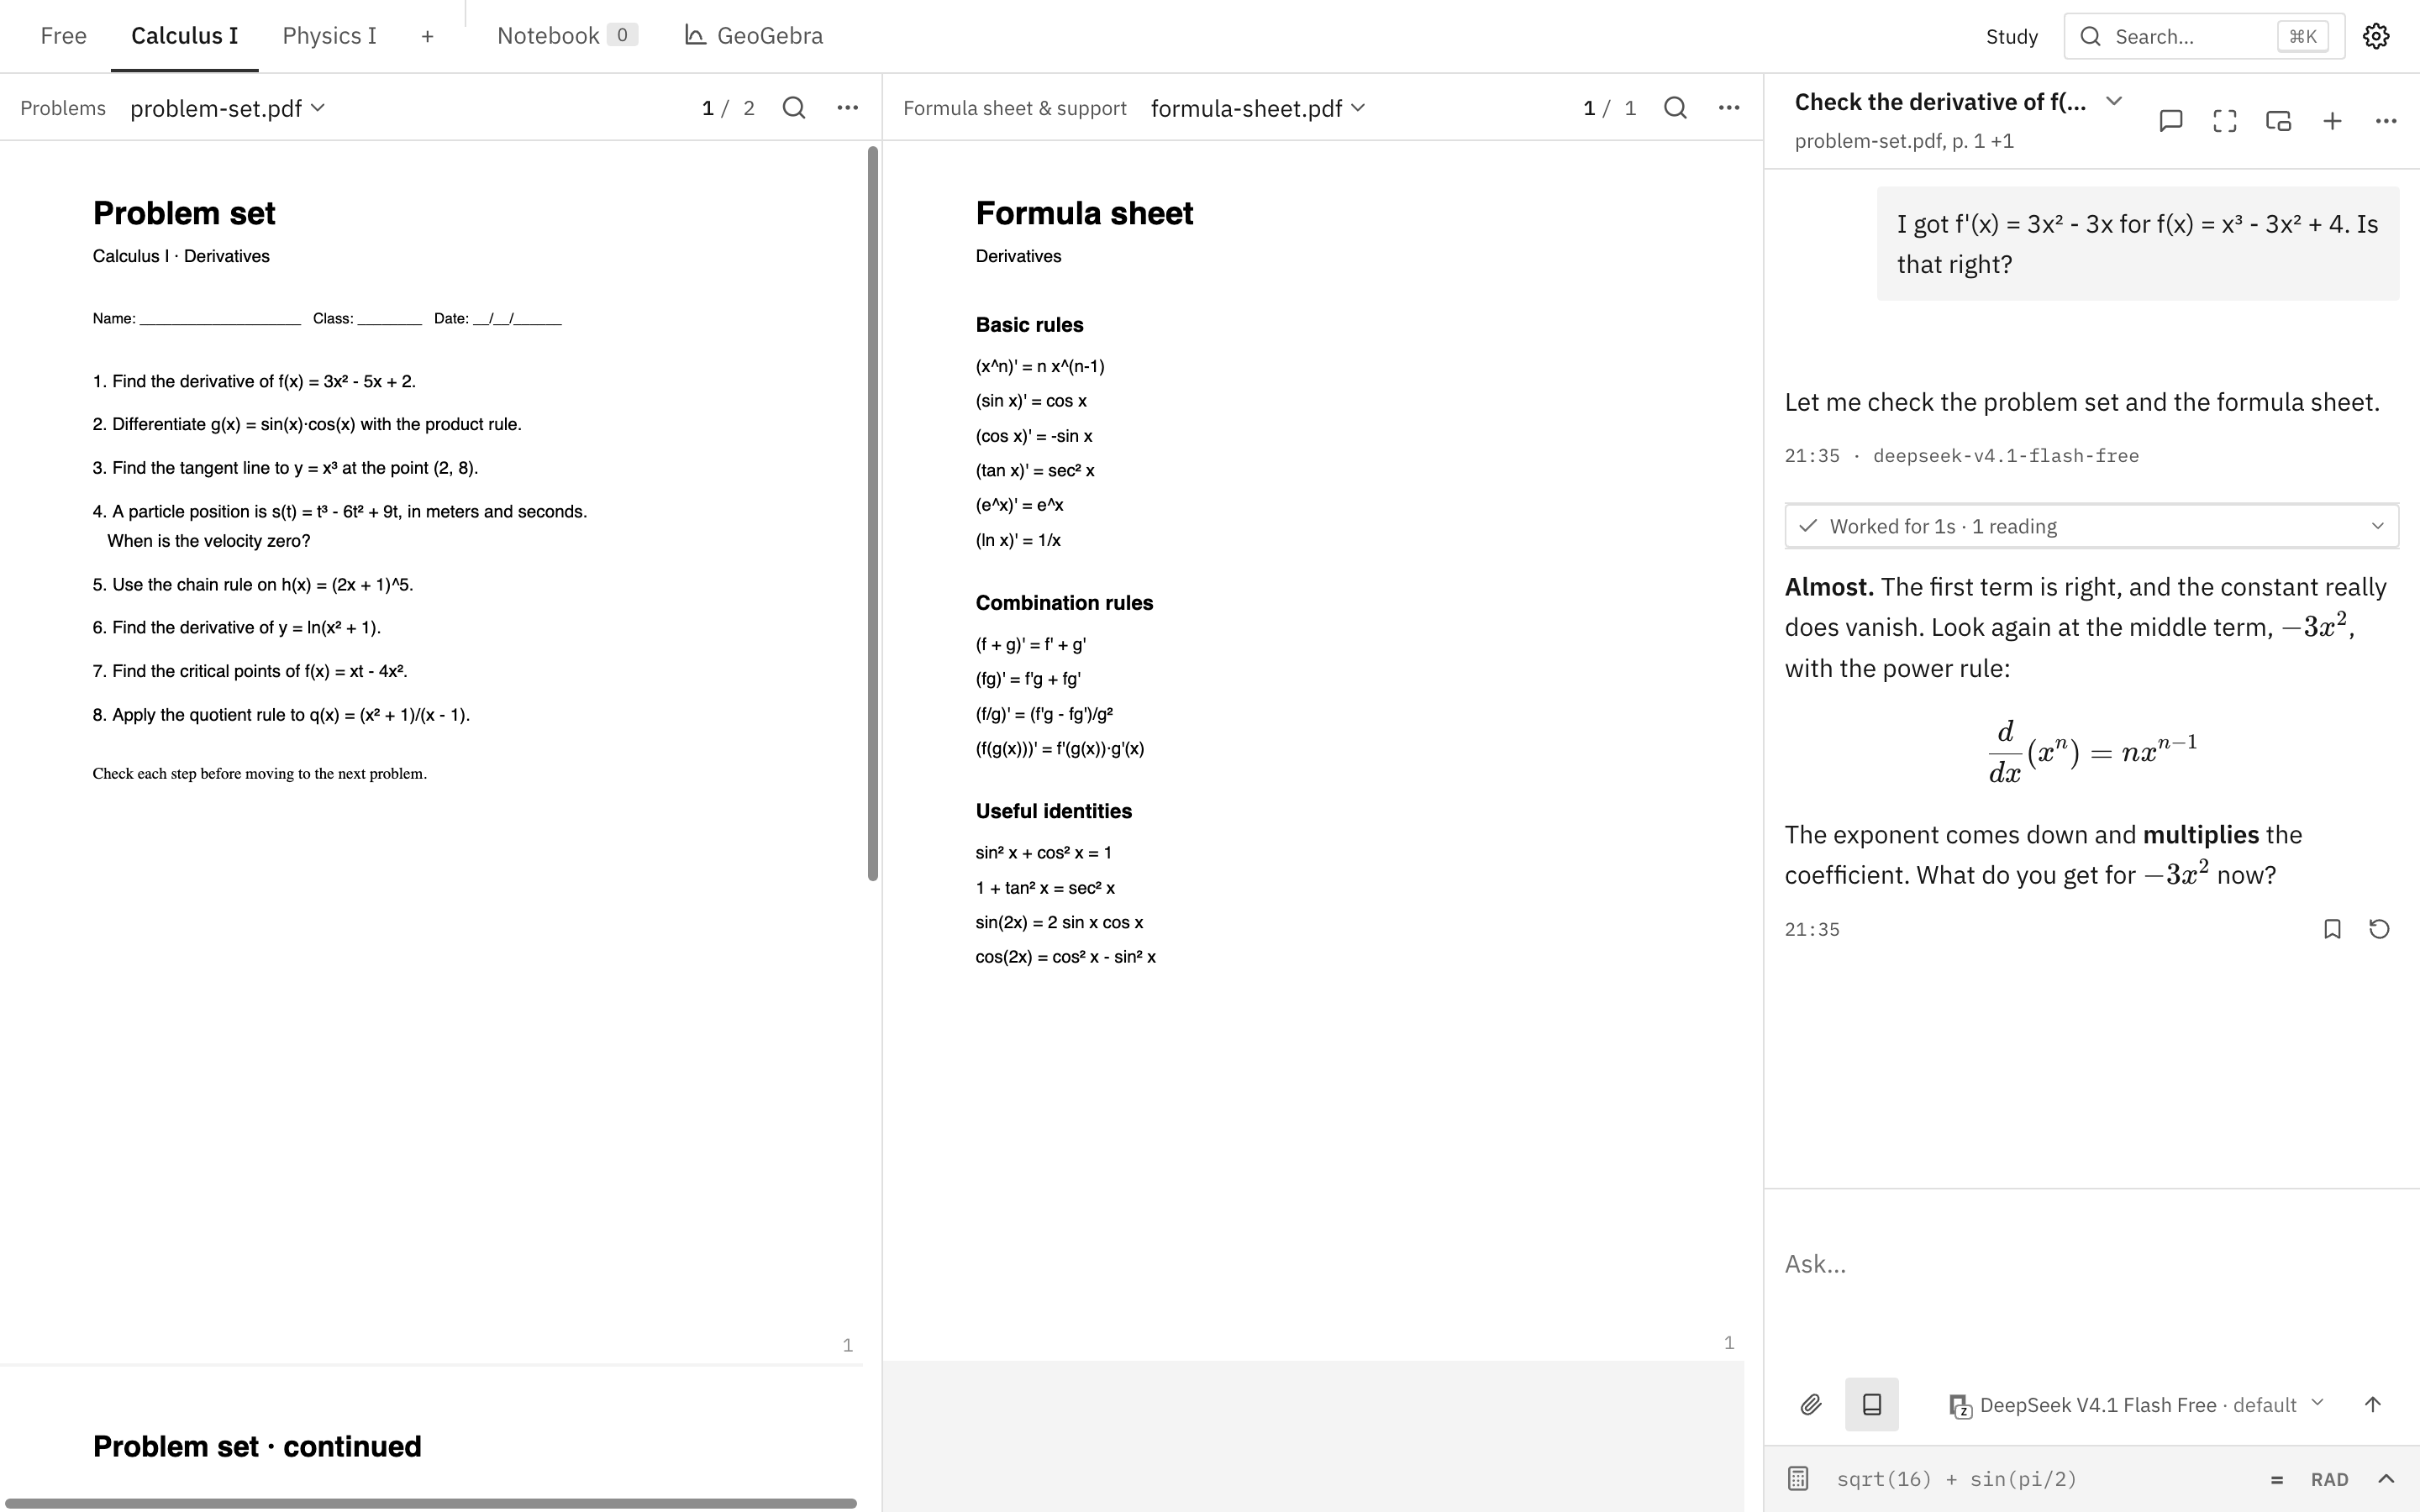 Free Calculus I Physics I + Notebook 0 GeoGebra Study Search... ⌘K
Problems problem-set.pdf 1 / 2
Problem set
Calculus I · Derivatives
Name: ____________________ Class: ________ Date: __/__/______
1. Find the derivative of f(x) = 3x² - 5x + 2.
2. Differentiate g(x) = sin(x)·cos(x) with the product rule.
3. Find the tangent line to y = x³ at the point (2, 8).
4. A particle position is s(t) = t³ - 6t² + 9t, in meters and seconds.
When is the velocity zero?
5. Use the chain rule on h(x) = (2x + 1)^5.
6. Find the derivative of y = ln(x² + 1).
7. Find the critical points of f(x) = xt - 4x².
8. Apply the quotient rule to q(x) = (x² + 1)/(x - 1).
Check each step before moving to the next problem.
1
Problem set · continued
Formula sheet & support formula-sheet.pdf 1 / 1
Formula sheet
Derivatives
Basic rules
(x^n)' = n x^(n-1)
(sin x)' = cos x
(cos x)' = -sin x
(tan x)' = sec² x
(e^x)' = e^x
(ln x)' = 1/x
Combination rules
(f + g)' = f' + g'
(fg)' = f'g + fg'
(f/g)' = (f'g - fg')/g²
(f(g(x)))' = f'(g(x))·g'(x)
Useful identities
sin² x + cos² x = 1
1 + tan² x = sec² x
sin(2x) = 2 sin x cos x
cos(2x) = cos² x - sin² x
1
Check the derivative of f(...
problem-set.pdf, p. 1 +1
I got f'(x) = 3x² - 3x for f(x) = x³ - 3x² + 4. Is
that right?
Let me check the problem set and the formula sheet.
21:35 · deepseek-v4.1-flash-free
Worked for 1s · 1 reading
Almost. The first term is right, and the constant really
does vanish. Look again at the middle term, −3x²,
with the power rule:
d/dx (xⁿ) = nxⁿ⁻¹
The exponent comes down and multiplies the
coefficient. What do you get for −3x² now?
21:35
Ask...
DeepSeek V4.1 Flash Free · default
sqrt(16) + sin(pi/2) = RAD